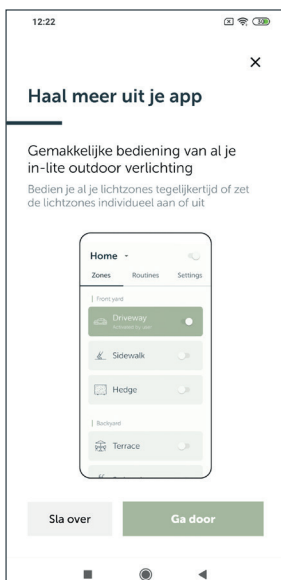 12:22
Haal meer uit je app
Gemakkelijke bediening van al je
in-lite outdoor verlichting
Bedien je al je lichtzones tegelijkertijd of zet
de lichtzones individueel aan of uit
Home
Zones Routines Settings
Front yard
Driveway
Activated by user
Sidewalk
Hedge
Backyard
Terrace
Sla over Ga door